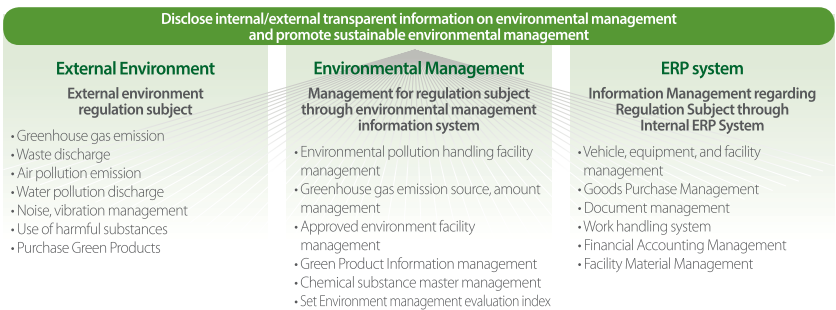 Disclose internal/external transparent information on environmental management
and promote sustainable environmental management
External Environment
External environment
regulation subject
• Greenhouse gas emission
• Waste discharge
• Air pollution emission
• Water pollution discharge
• Noise, vibration management
• Use of harmful substances
• Purchase Green Products
Environmental Management
Management for regulation subject
through environmental management
information system
• Environmental pollution handling facility
management
• Greenhouse gas emission source, amount
management
• Approved environment facility
management
• Green Product Information management
• Chemical substance master management
• Set Environment management evaluation index
ERP system
Information Management regarding
Regulation Subject through
Internal ERP System
• Vehicle, equipment, and facility
management
• Goods Purchase Management
• Document management
• Work handling system
• Financial Accounting Management
• Facility Material Management